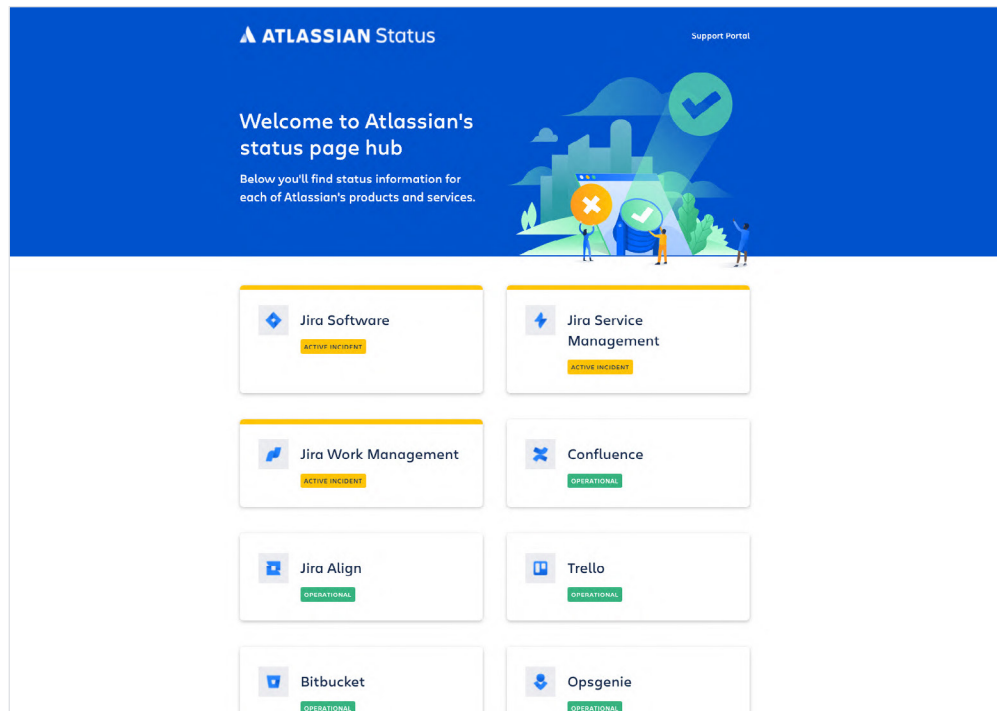 ATLASSIAN Status
Support Portal
Welcome to Atlassian's
status page hub
Below you'll find status information for
each of Atlassian's products and services.
Jira Software
ACTIVE INCIDENT
Jira Service
Management
ACTIVE INCIDENT
Jira Work Management
ACTIVE INCIDENT
Confluence
OPERATIONAL
Jira Align
OPERATIONAL
Trello
OPERATIONAL
Bitbucket
OPERATIONAL
Opsgenie
OPERATIONAL